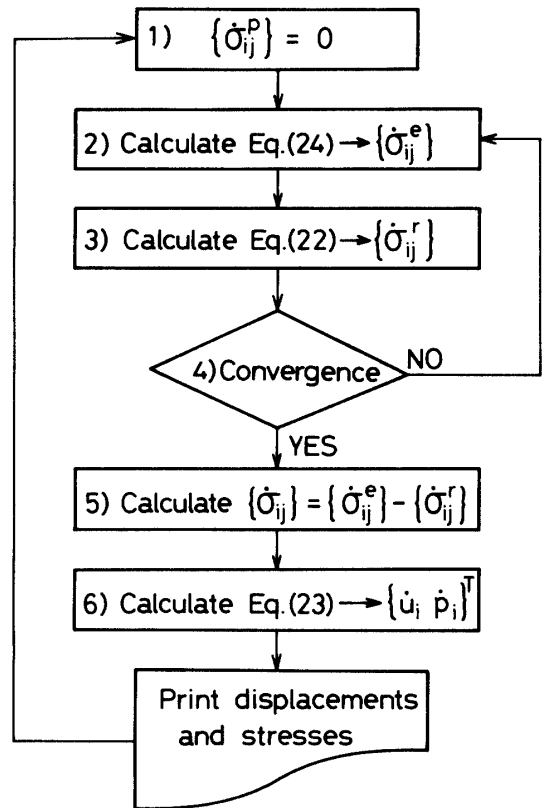 1) {σ̇ᵖᵢⱼ} = 0
2) Calculate Eq.(24)→{σ̇ᵉᵢⱼ}
3) Calculate Eq.(22)→{σ̇ʳᵢⱼ}
4)Convergence
NO
YES
5) Calculate {σ̇ᵢⱼ}={σ̇ᵉᵢⱼ}-{σ̇ʳᵢⱼ}
6) Calculate Eq.(23)→{u̇ᵢ ṗᵢ}ᵀ
Print displacements
and stresses